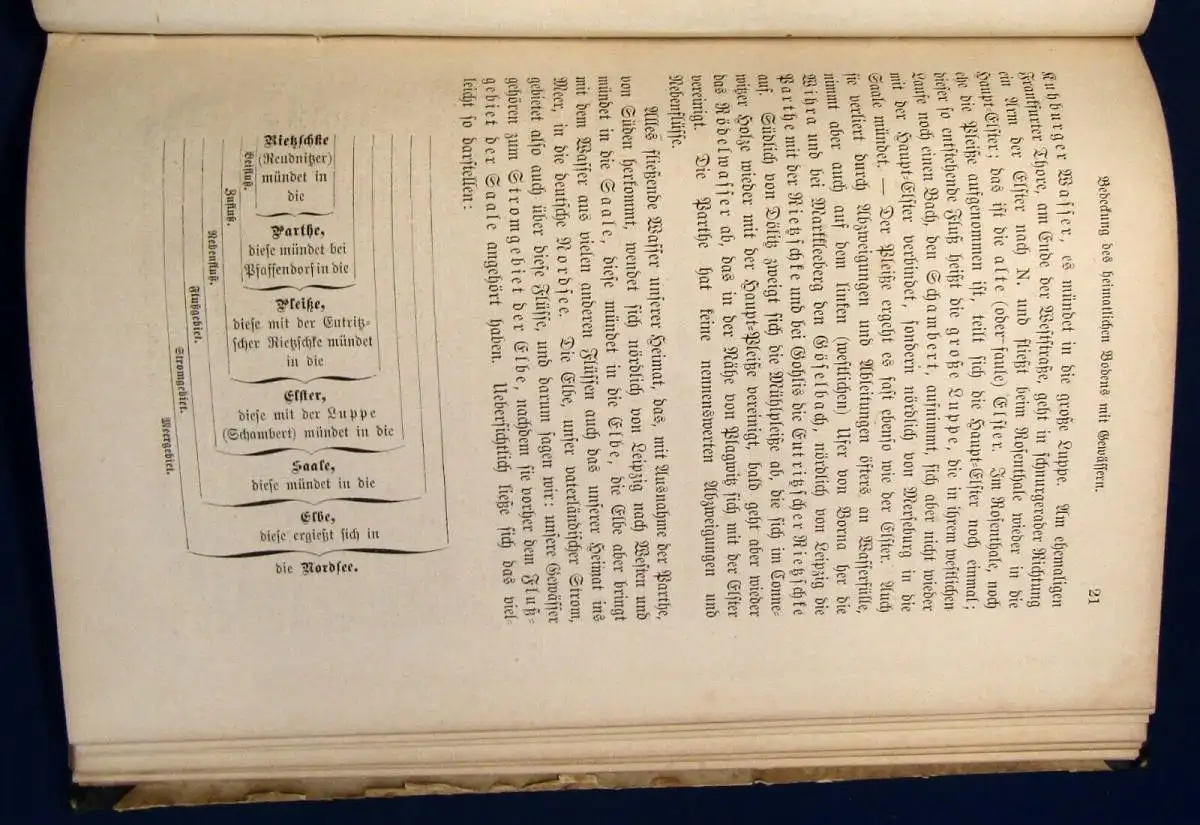 Bedeckung des heimatlichen Bodens mit Gewässern. 21
Kuhburger Wasser, es mündet in die große Luppe. Am ehemaligen
Frankfurter Thore, am Ende der Weststraße, geht in schnurgerader Richtung
ein Arm der Elster nach N. und fließt beim Rosenthale wieder in die
Haupt-Elster; das ist die alte (oder faule) Elster. Im Rosenthale, noch
ehe die Pleiße aufgenommen ist, teilt sich die Haupt-Elster noch einmal;
dieser so entstehende Fluß heißt die große Luppe, die in ihrem westlichen
Laufe noch einen Bach, den Schambert, aufnimmt, sich aber nicht wieder
mit der Haupt-Elster verbindet, sondern nördlich von Merseburg in die
Saale mündet. — Der Pleiße ergeht es fast ebenso wie der Elster. Auch
sie verliert durch Abzweigungen und Ableitungen öfters an Wasserfülle,
nimmt aber auch auf dem linken (westlichen) Ufer von Borna her die
Wihra und bei Markkleeberg den Göselbach, nördlich von Leipzig die
Parthe mit der Rietzschke und bei Gohlis die Eutritzscher Rietzschke
auf. Südlich von Dölitz zweigt sich die Mühlpleiße ab, die sich im Conne-
witzer Holze wieder mit der Haupt-Pleiße vereinigt, bald geht aber wieder
das Rödelwasser ab, das in der Nähe von Plagwitz sich mit der Elster
vereinigt. Die Parthe hat keine nennenswerten Abzweigungen und
Nebenflüsse.
Alles fließende Wasser unserer Heimat, das, mit Ausnahme der Parthe,
von Süden herkommt, wendet sich nördlich von Leipzig nach Westen und
mündet in die Saale, diese mündet in die Elbe, die Elbe aber bringt
mit dem Wasser aus vielen anderen Flüssen auch das unserer Heimat ins
Meer, in die deutsche Nordsee. Die Elbe, unser vaterländischer Strom,
gebietet also auch über diese Flüsse, und darum sagen wir: unsere Gewässer
gehören zum Stromgebiet der Elbe, nachdem sie vorher dem Fluß-
gebiet der Saale angehört haben. Uebersichtlich ließe sich das viel-
leicht so darstellen:
Rietzschke
(Reudnitzer)
mündet in
die
Parthe,
diese mündet bei
Pfaffendorf in die
Pleiße,
diese mit der Eutritz-
scher Rietzschke mündet
in die
Elster,
diese mit der Luppe
(Schambert) mündet in die
Saale,
diese mündet in die
Elbe,
diese ergießt sich in
die Nordsee.
Beifluß.
Zufluß.
Nebenfluß.
Flußgebiet.
Stromgebiet.
Meergebiet.